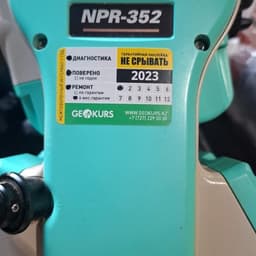 NPR-352
ГАРАНТИЙНАЯ НАКЛЕЙКА
НЕ СРЫВАТЬ
ДИАГНОСТИКА
ПОВЕРЕНО
2023
РЕМОНТ
2 3 4 5 6
7 8 9 10 11 12
GEOKURS
WWW.GEOKURS.KZ